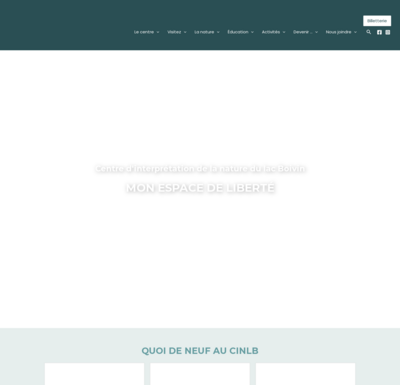 Billetterie
Le centre Visitez La nature Éducation Activités Devenir ... Nous joindre
Centre d'interprétation de la nature du lac Boivin
MON ESPACE DE LIBERTÉ
QUOI DE NEUF AU CINLB